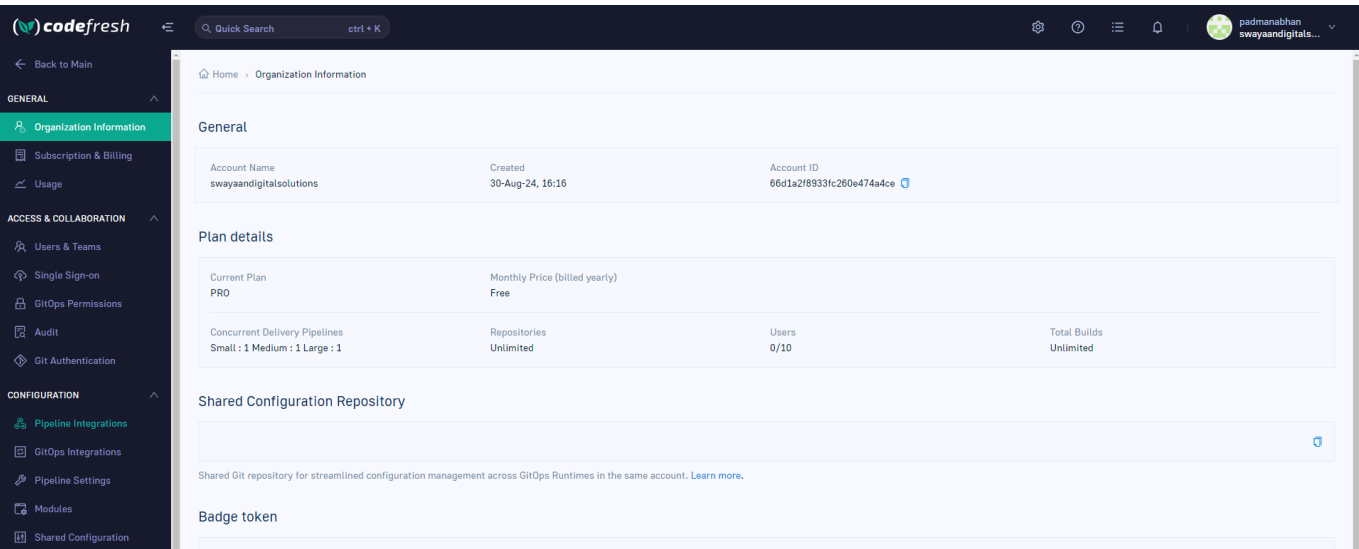 codefresh
Quick Search ctrl + K
padmanabhan
swayaandigitals...
Back to Main
GENERAL
Organization Information
Subscription & Billing
Usage
ACCESS & COLLABORATION
Users & Teams
Single Sign-on
GitOps Permissions
Audit
Git Authentication
CONFIGURATION
Pipeline Integrations
GitOps Integrations
Pipeline Settings
Modules
Shared Configuration
Home > Organization Information
General
Account Name Created Account ID
swayaandigitalsolutions 30-Aug-24, 16:16 66d1a2f8933fc260e474a4ce
Plan details
Current Plan Monthly Price (billed yearly)
PRO Free
Concurrent Delivery Pipelines Repositories Users Total Builds
Small : 1 Medium : 1 Large : 1 Unlimited 0/10 Unlimited
Shared Configuration Repository
Shared Git repository for streamlined configuration management across GitOps Runtimes in the same account. Learn more.
Badge token